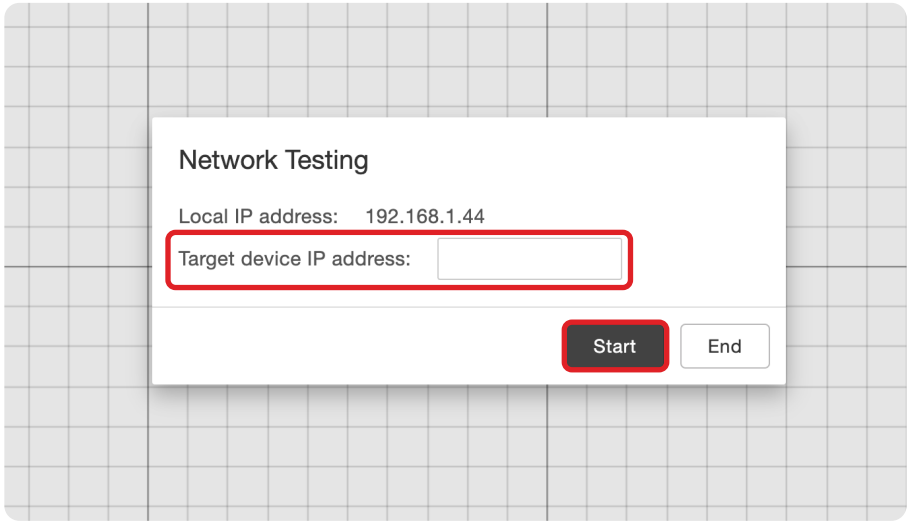 Network Testing
Local IP address: 192.168.1.44
Target device IP address:
Start End